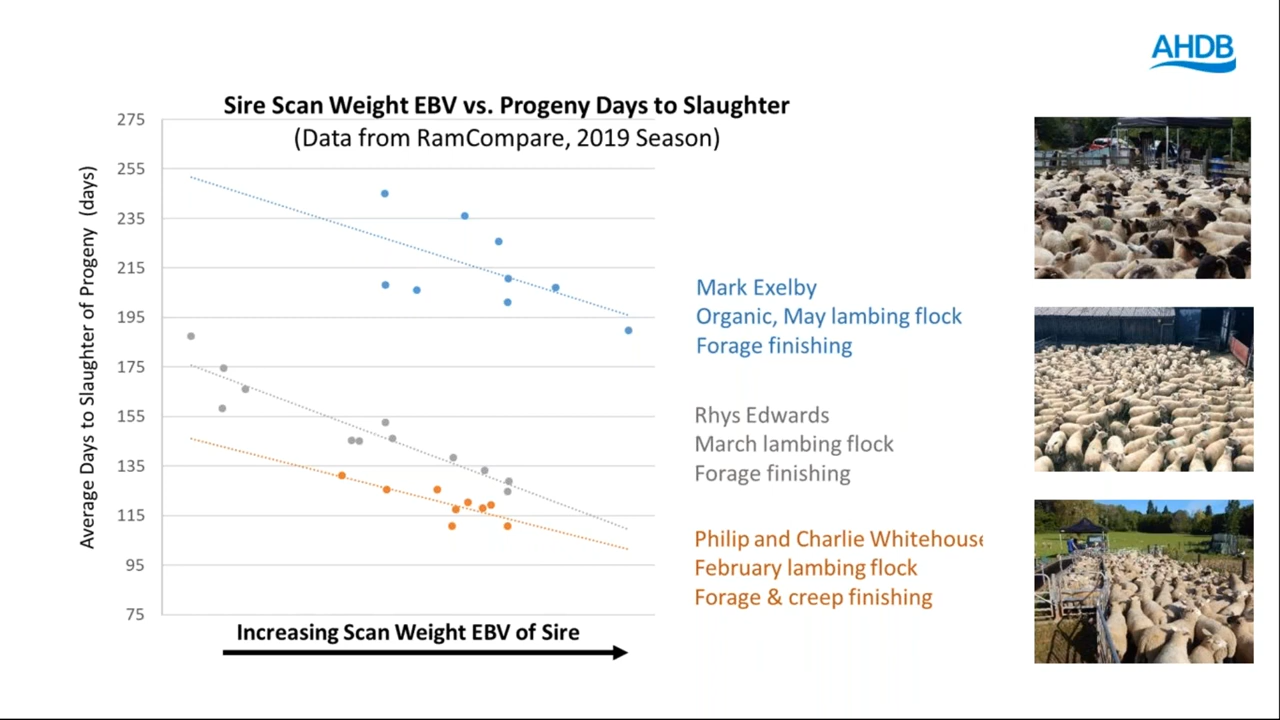 AHDB
Sire Scan Weight EBV vs. Progeny Days to Slaughter
(Data from RamCompare, 2019 Season)
Average Days to Slaughter of Progeny (days)
275
255
235
215
195
175
155
135
115
95
75
Increasing Scan Weight EBV of Sire
Mark Exelby
Organic, May lambing flock
Forage finishing
Rhys Edwards
March lambing flock
Forage finishing
Philip and Charlie Whitehouse
February lambing flock
Forage & creep finishing